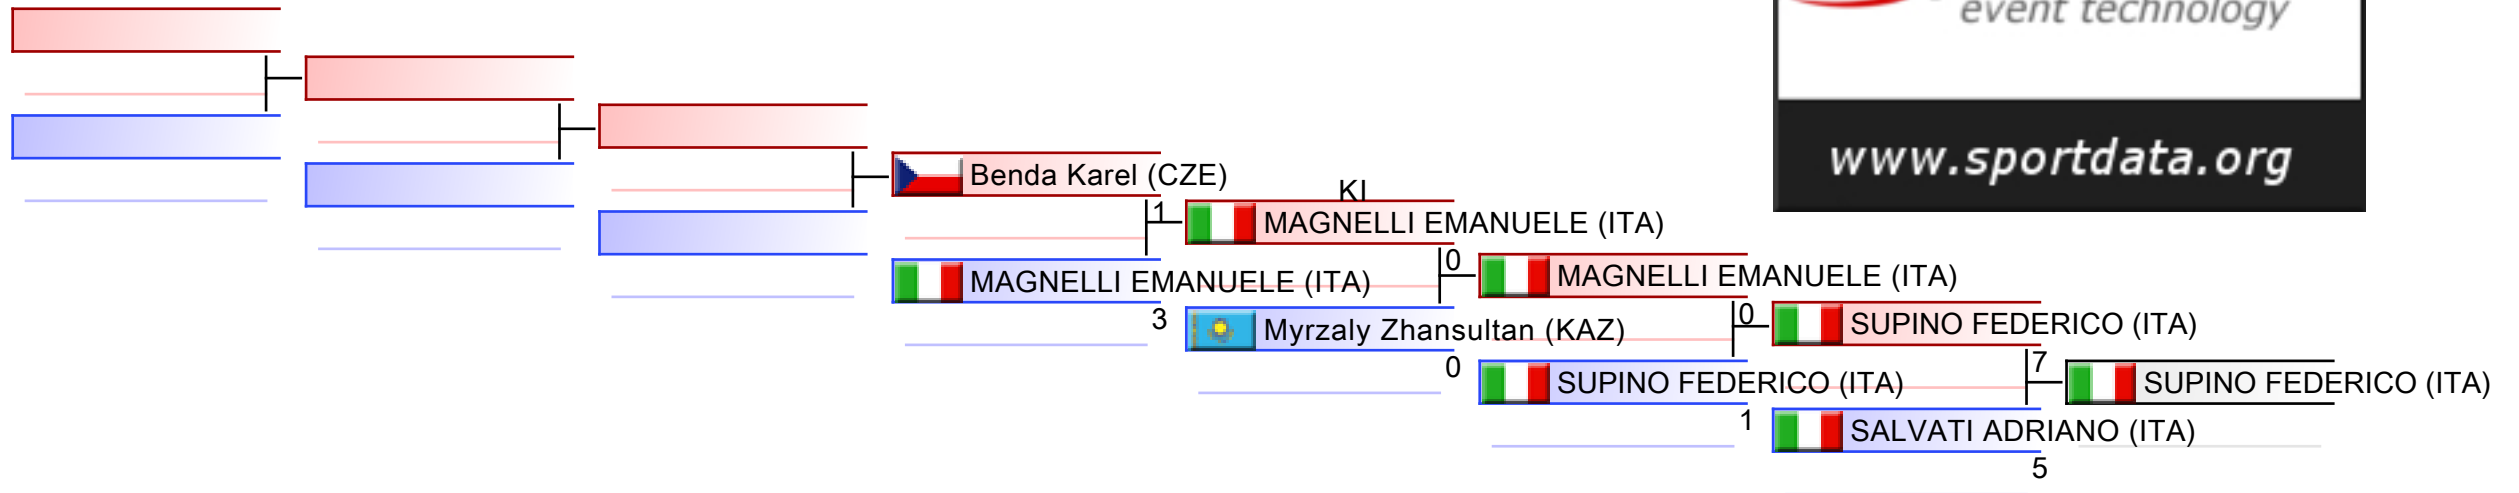 event technology
www.sportdata.org
Benda Karel (CZE)
1
KI
MAGNELLI EMANUELE (ITA)
MAGNELLI EMANUELE (ITA)
3
0
MAGNELLI EMANUELE (ITA)
Myrzaly Zhansultan (KAZ)
0
0
SUPINO FEDERICO (ITA)
SUPINO FEDERICO (ITA)
1
7
SUPINO FEDERICO (ITA)
SALVATI ADRIANO (ITA)
5